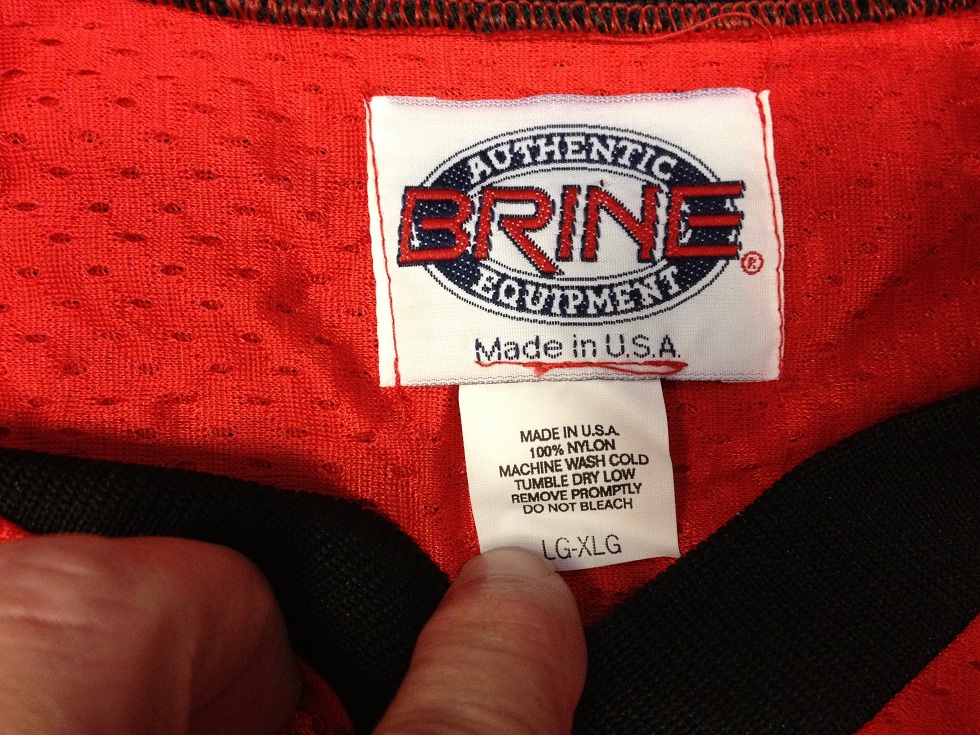 AUTHENTIC
BRINE
®
EQUIPMENT
Made in U.S.A.
MADE IN U.S.A.
100% NYLON
MACHINE WASH COLD
TUMBLE DRY LOW
REMOVE PROMPTLY
DO NOT BLEACH
LG-XLG